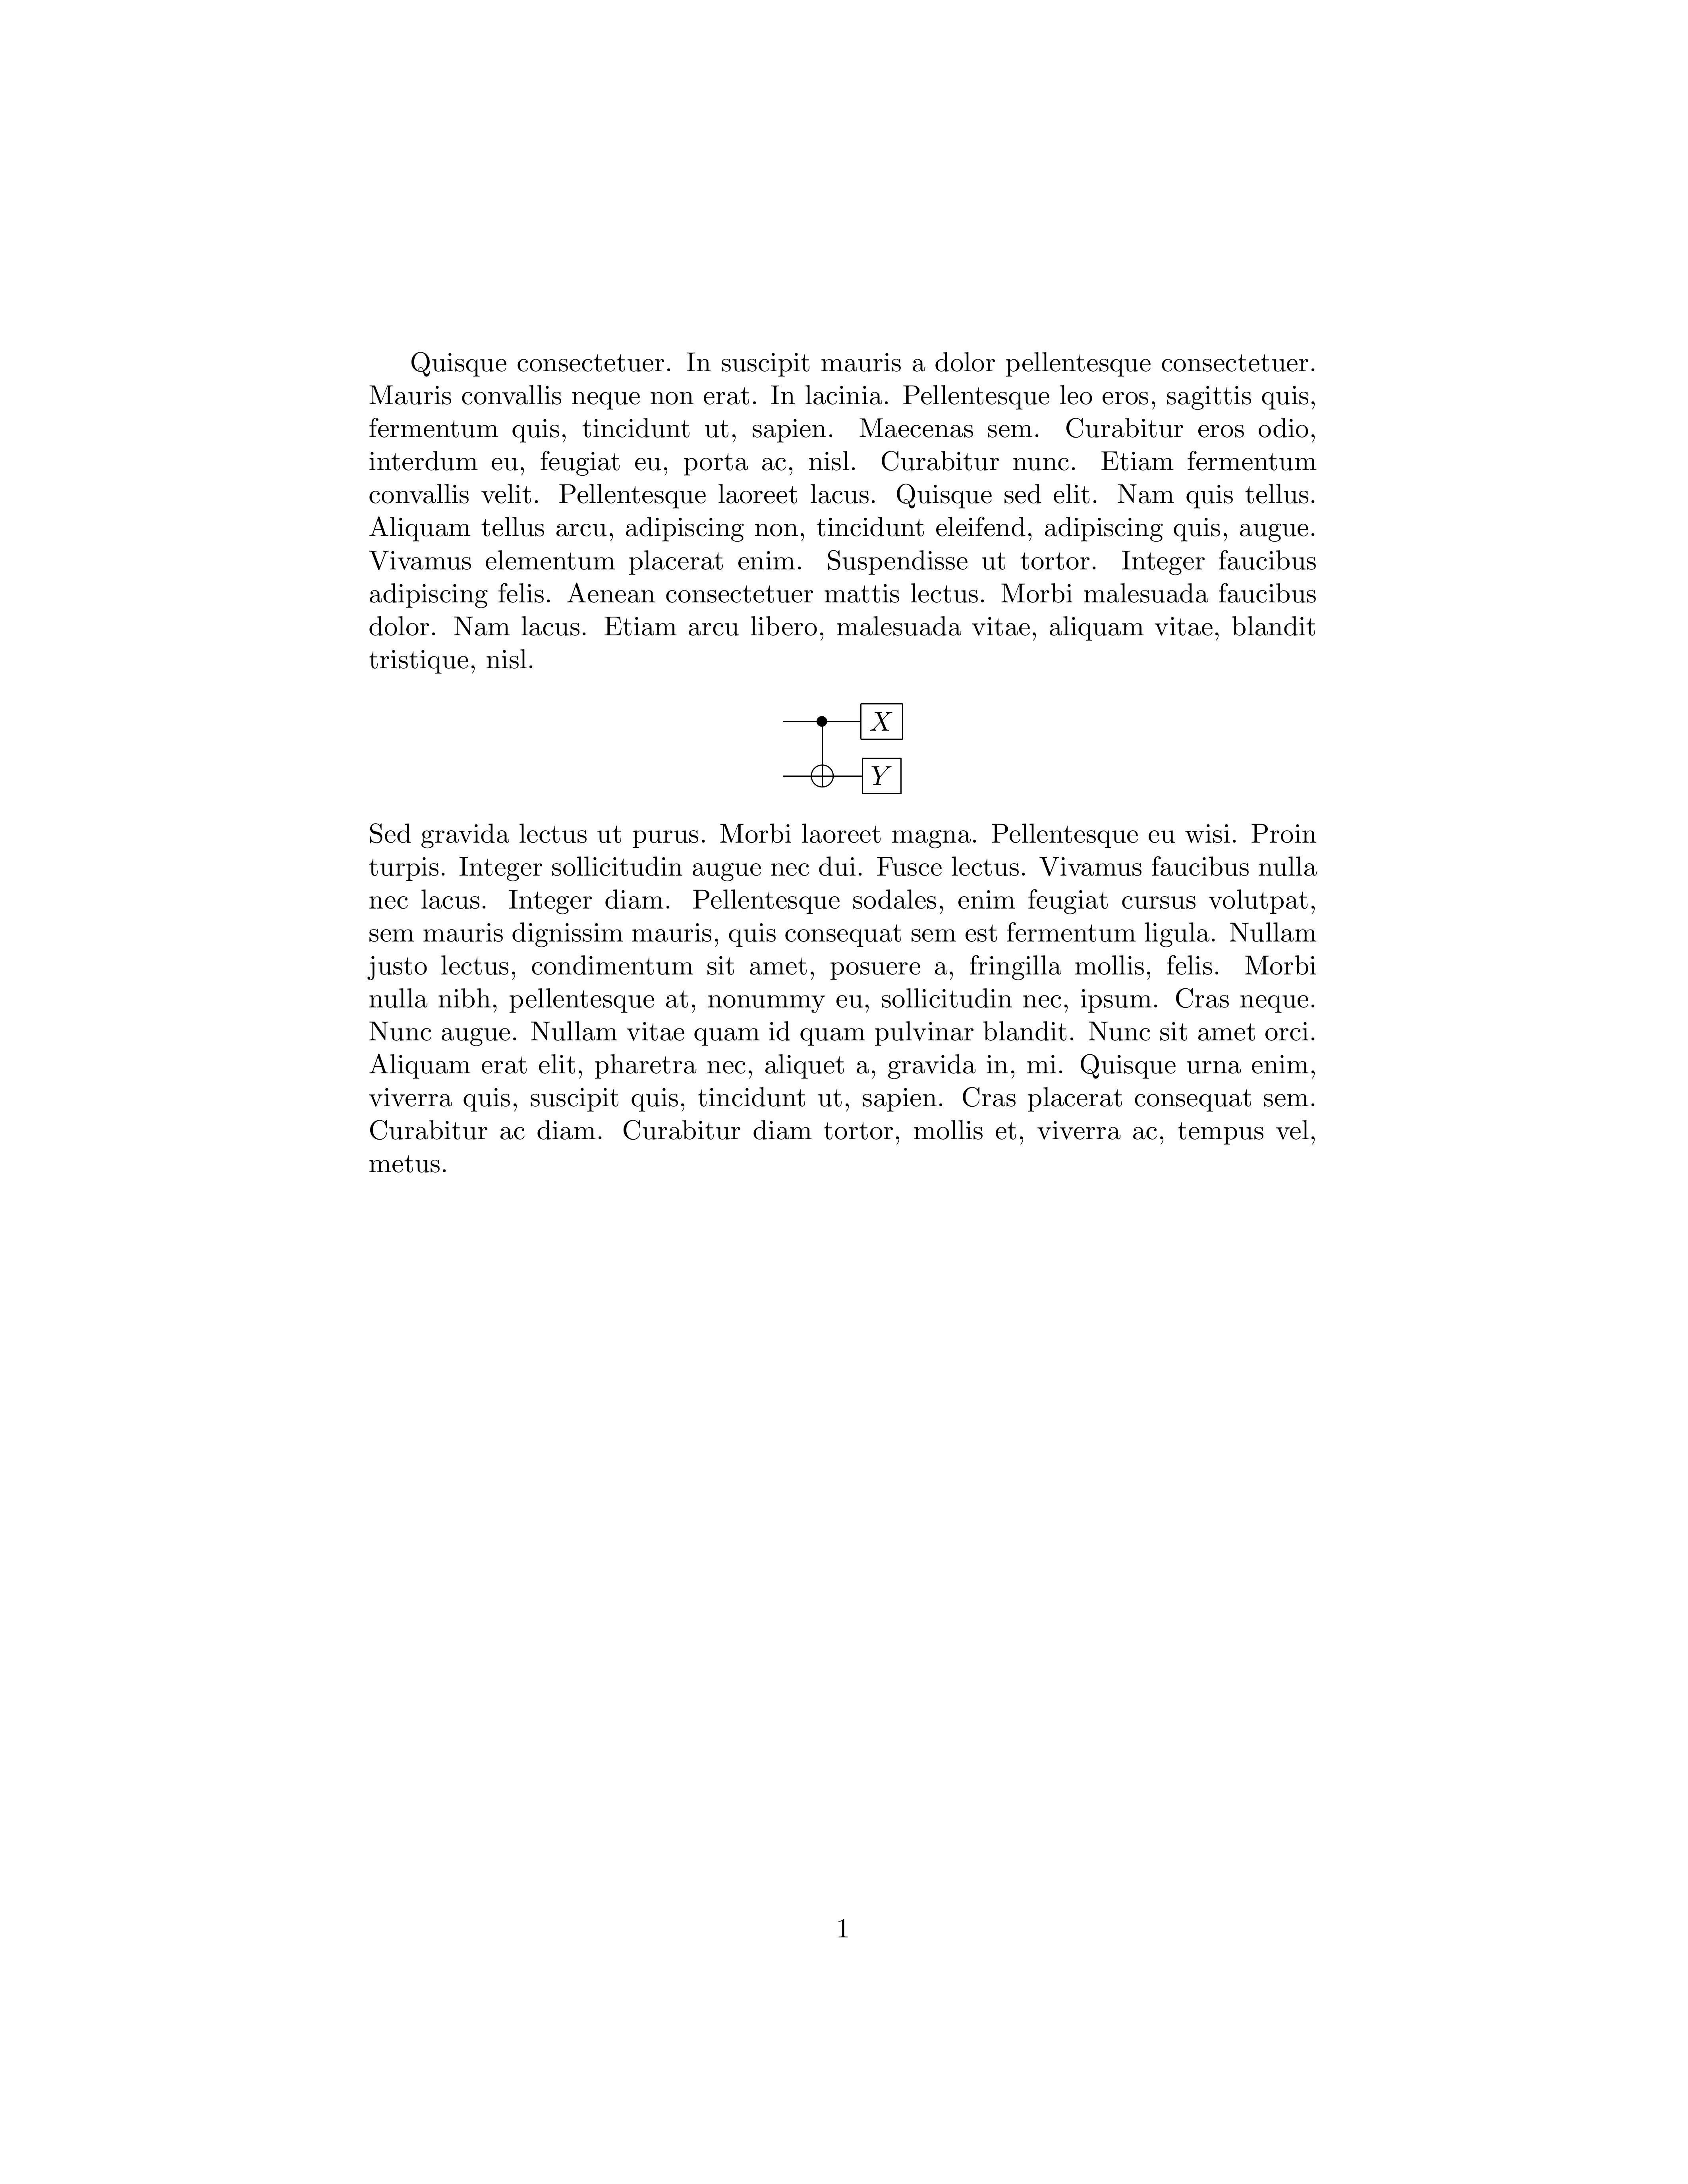 Quisque consectetuer. In suscipit mauris a dolor pellentesque consectetuer.
Mauris convallis neque non erat. In lacinia. Pellentesque leo eros, sagittis quis,
fermentum quis, tincidunt ut, sapien. Maecenas sem. Curabitur eros odio,
interdum eu, feugiat eu, porta ac, nisl. Curabitur nunc. Etiam fermentum
convallis velit. Pellentesque laoreet lacus. Quisque sed elit. Nam quis tellus.
Aliquam tellus arcu, adipiscing non, tincidunt eleifend, adipiscing quis, augue.
Vivamus elementum placerat enim. Suspendisse ut tortor. Integer faucibus
adipiscing felis. Aenean consectetuer mattis lectus. Morbi malesuada faucibus
dolor. Nam lacus. Etiam arcu libero, malesuada vitae, aliquam vitae, blandit
tristique, nisl.
X
Y
Sed gravida lectus ut purus. Morbi laoreet magna. Pellentesque eu wisi. Proin
turpis. Integer sollicitudin augue nec dui. Fusce lectus. Vivamus faucibus nulla
nec lacus. Integer diam. Pellentesque sodales, enim feugiat cursus volutpat,
sem mauris dignissim mauris, quis consequat sem est fermentum ligula. Nullam
justo lectus, condimentum sit amet, posuere a, fringilla mollis, felis. Morbi
nulla nibh, pellentesque at, nonummy eu, sollicitudin nec, ipsum. Cras neque.
Nunc augue. Nullam vitae quam id quam pulvinar blandit. Nunc sit amet orci.
Aliquam erat elit, pharetra nec, aliquet a, gravida in, mi. Quisque urna enim,
viverra quis, suscipit quis, tincidunt ut, sapien. Cras placerat consequat sem.
Curabitur ac diam. Curabitur diam tortor, mollis et, viverra ac, tempus vel,
metus.
1